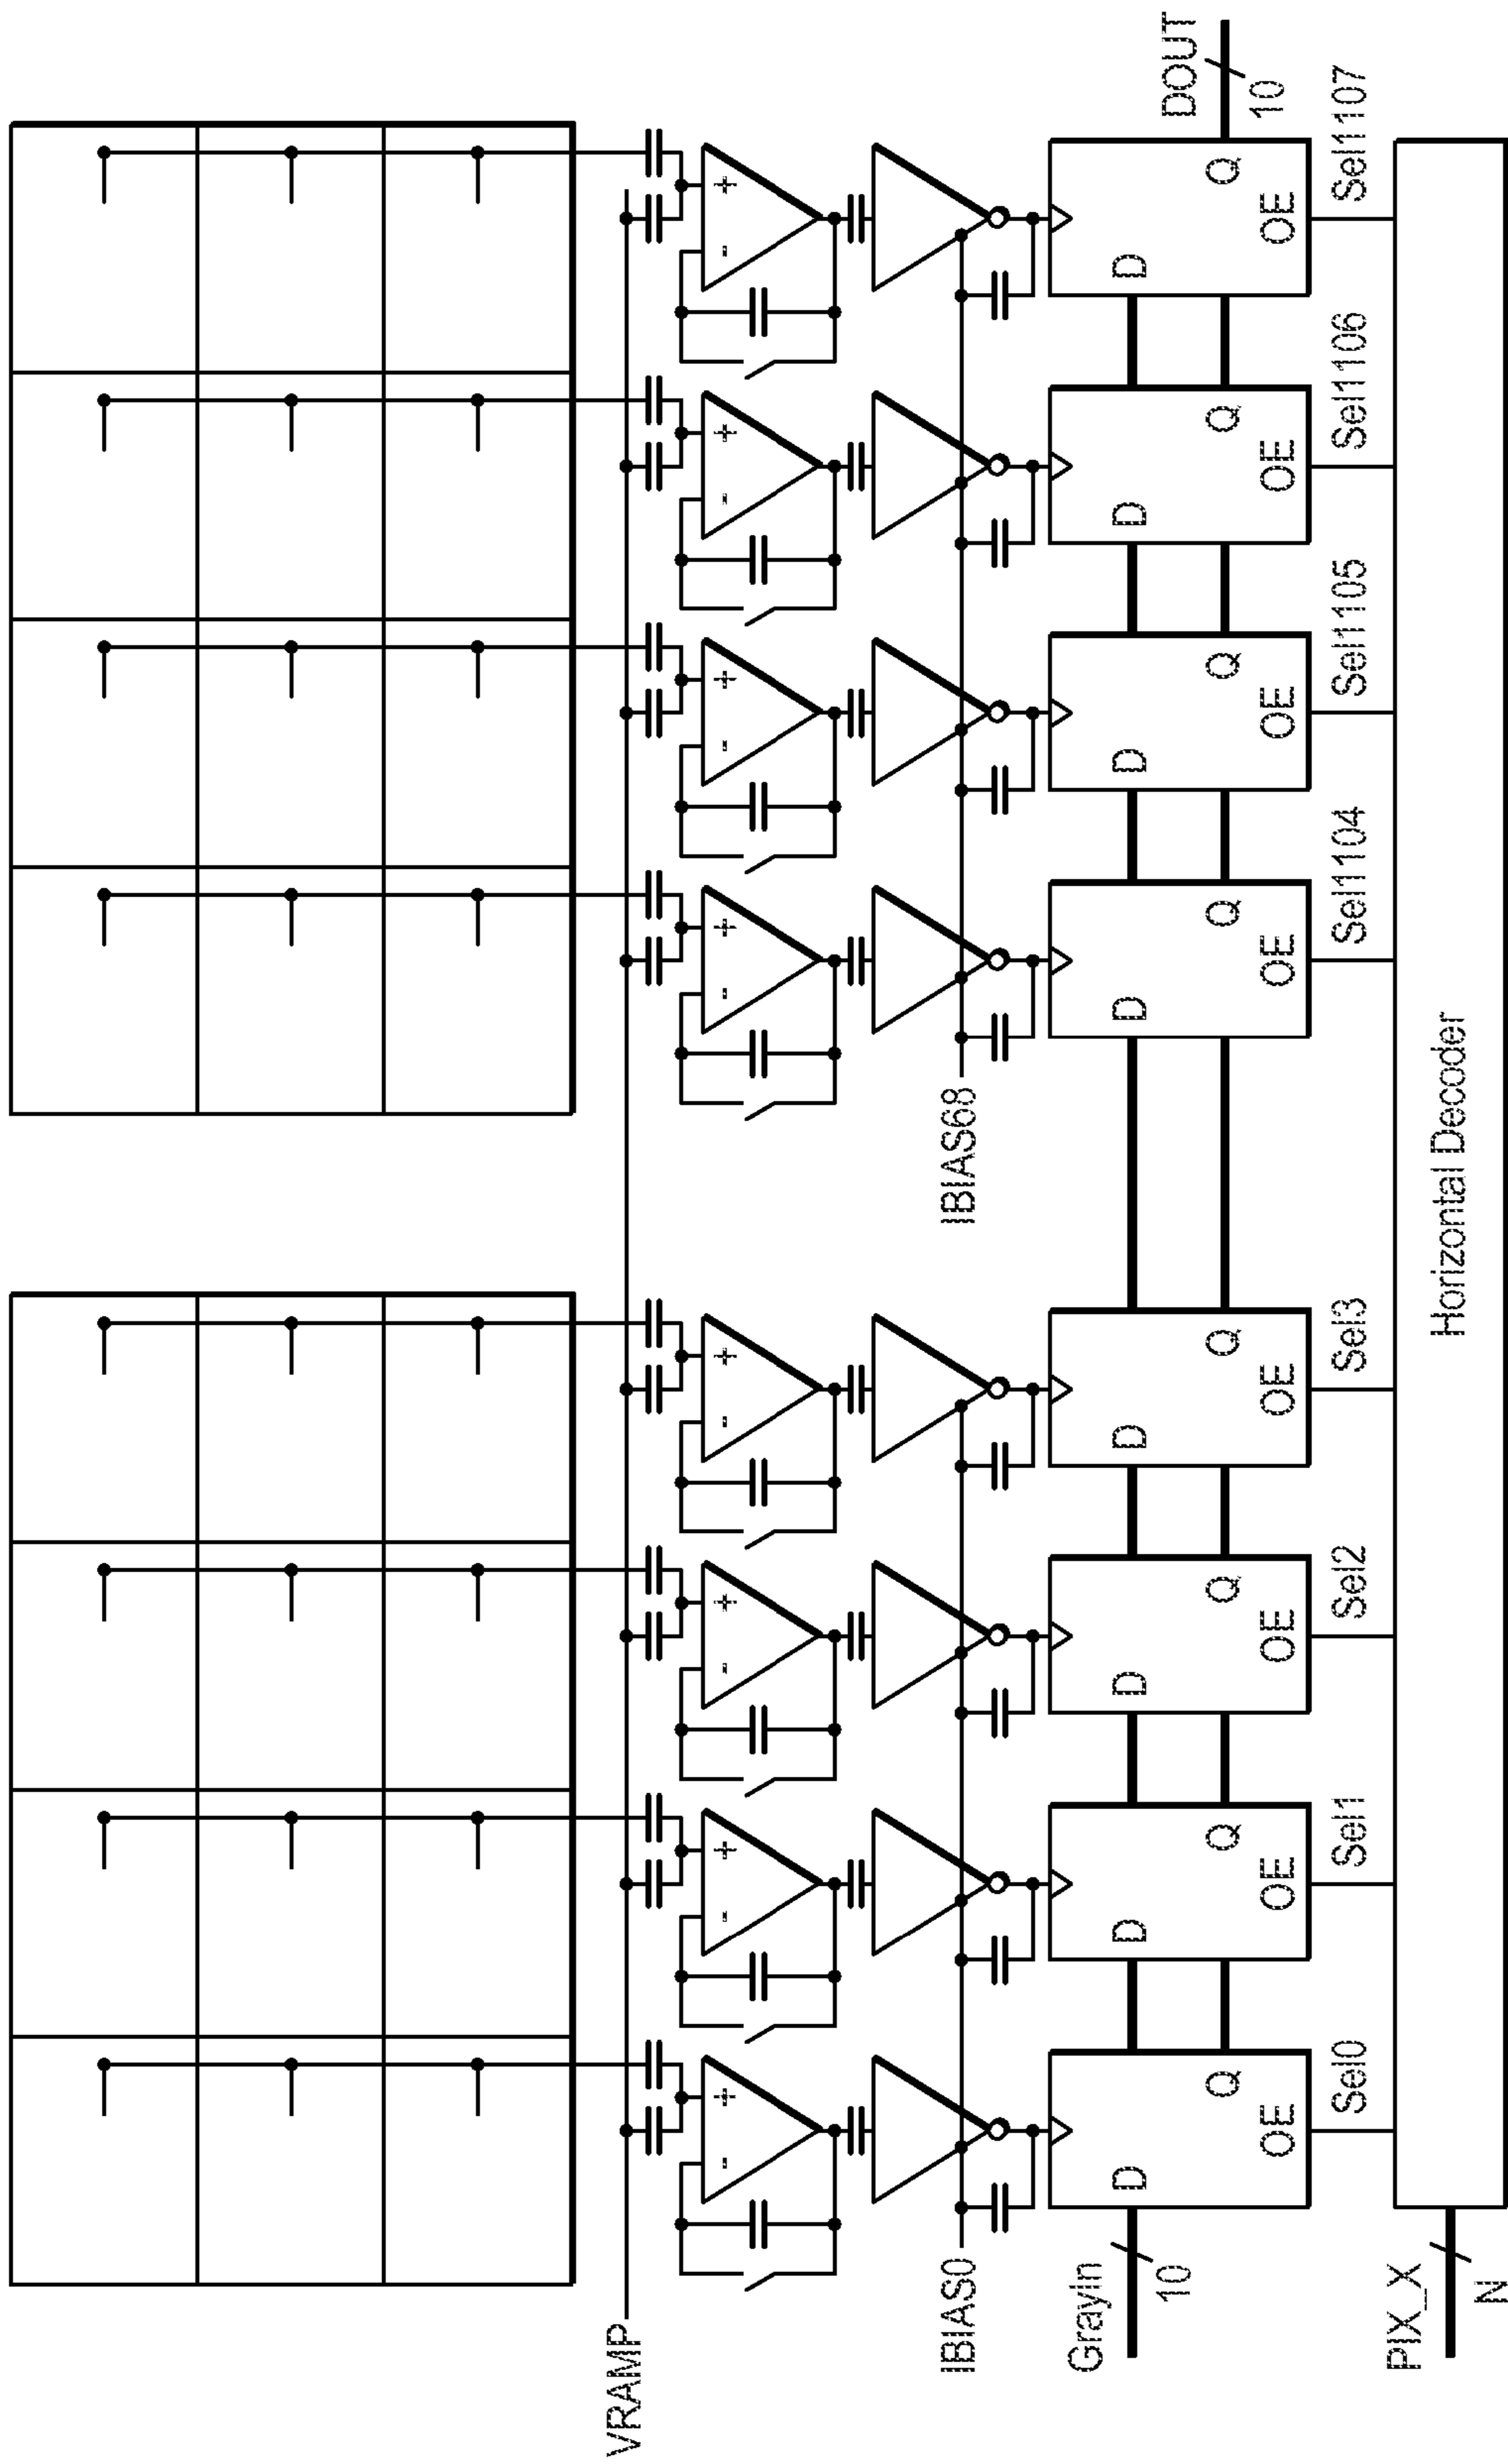 VRAMP
- + - + - + - + - + - + - + - +
IBIAS0 IBIAS68
GrayIn
10
D D D D D D D D
DOUT
10
Q Q Q Q Q Q Q Q
OE OE OE OE OE OE OE OE
Sel0 Sel1 Sel2 Sel3 Sel1104 Sel1105 Sel1106 Sel1107
PIX_X
N
Horizontal Decoder